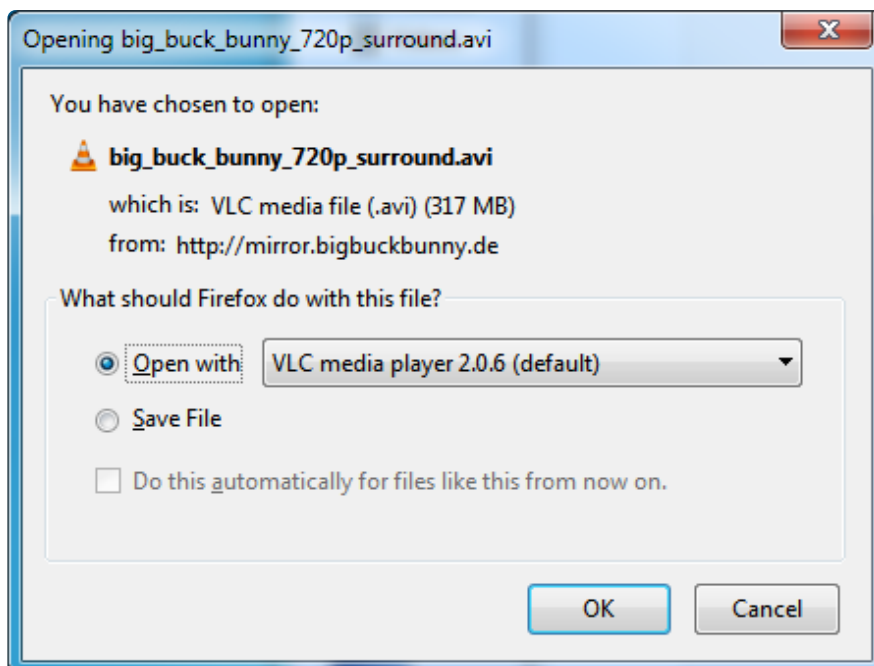 Opening big_buck_bunny_720p_surround.avi
You have chosen to open:
big_buck_bunny_720p_surround.avi
which is: VLC media file (.avi) (317 MB)
from: http://mirror.bigbuckbunny.de
What should Firefox do with this file?
Open with VLC media player 2.0.6 (default)
Save File
Do this automatically for files like this from now on.
OK Cancel